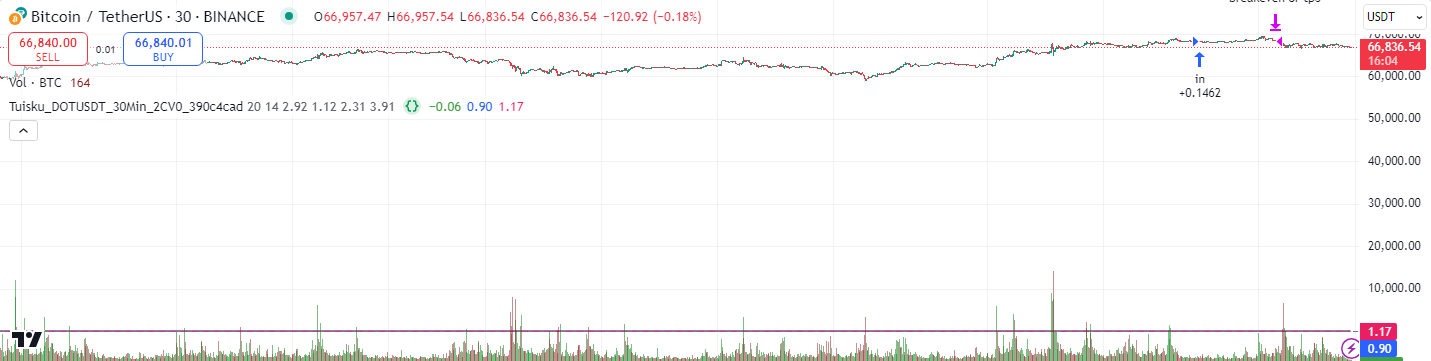 Bitcoin / TetherUS · 30 · BINANCE O66,957.47 H66,957.54 L66,836.54 C66,836.54 −120.92 (−0.18%)
USDT
66,840.00
SELL
0.01
66,840.01
BUY
70,000.00
66,836.54
16:04
Vol · BTC 164
60,000.00
in
+0.1462
Tuisku_DOTUSDT_30Min_2CV0_390c4cad 20 14 2.92 1.12 2.31 3.91 {} −0.06 0.90 1.17
50,000.00
40,000.00
30,000.00
20,000.00
10,000.00
1.17
0.90